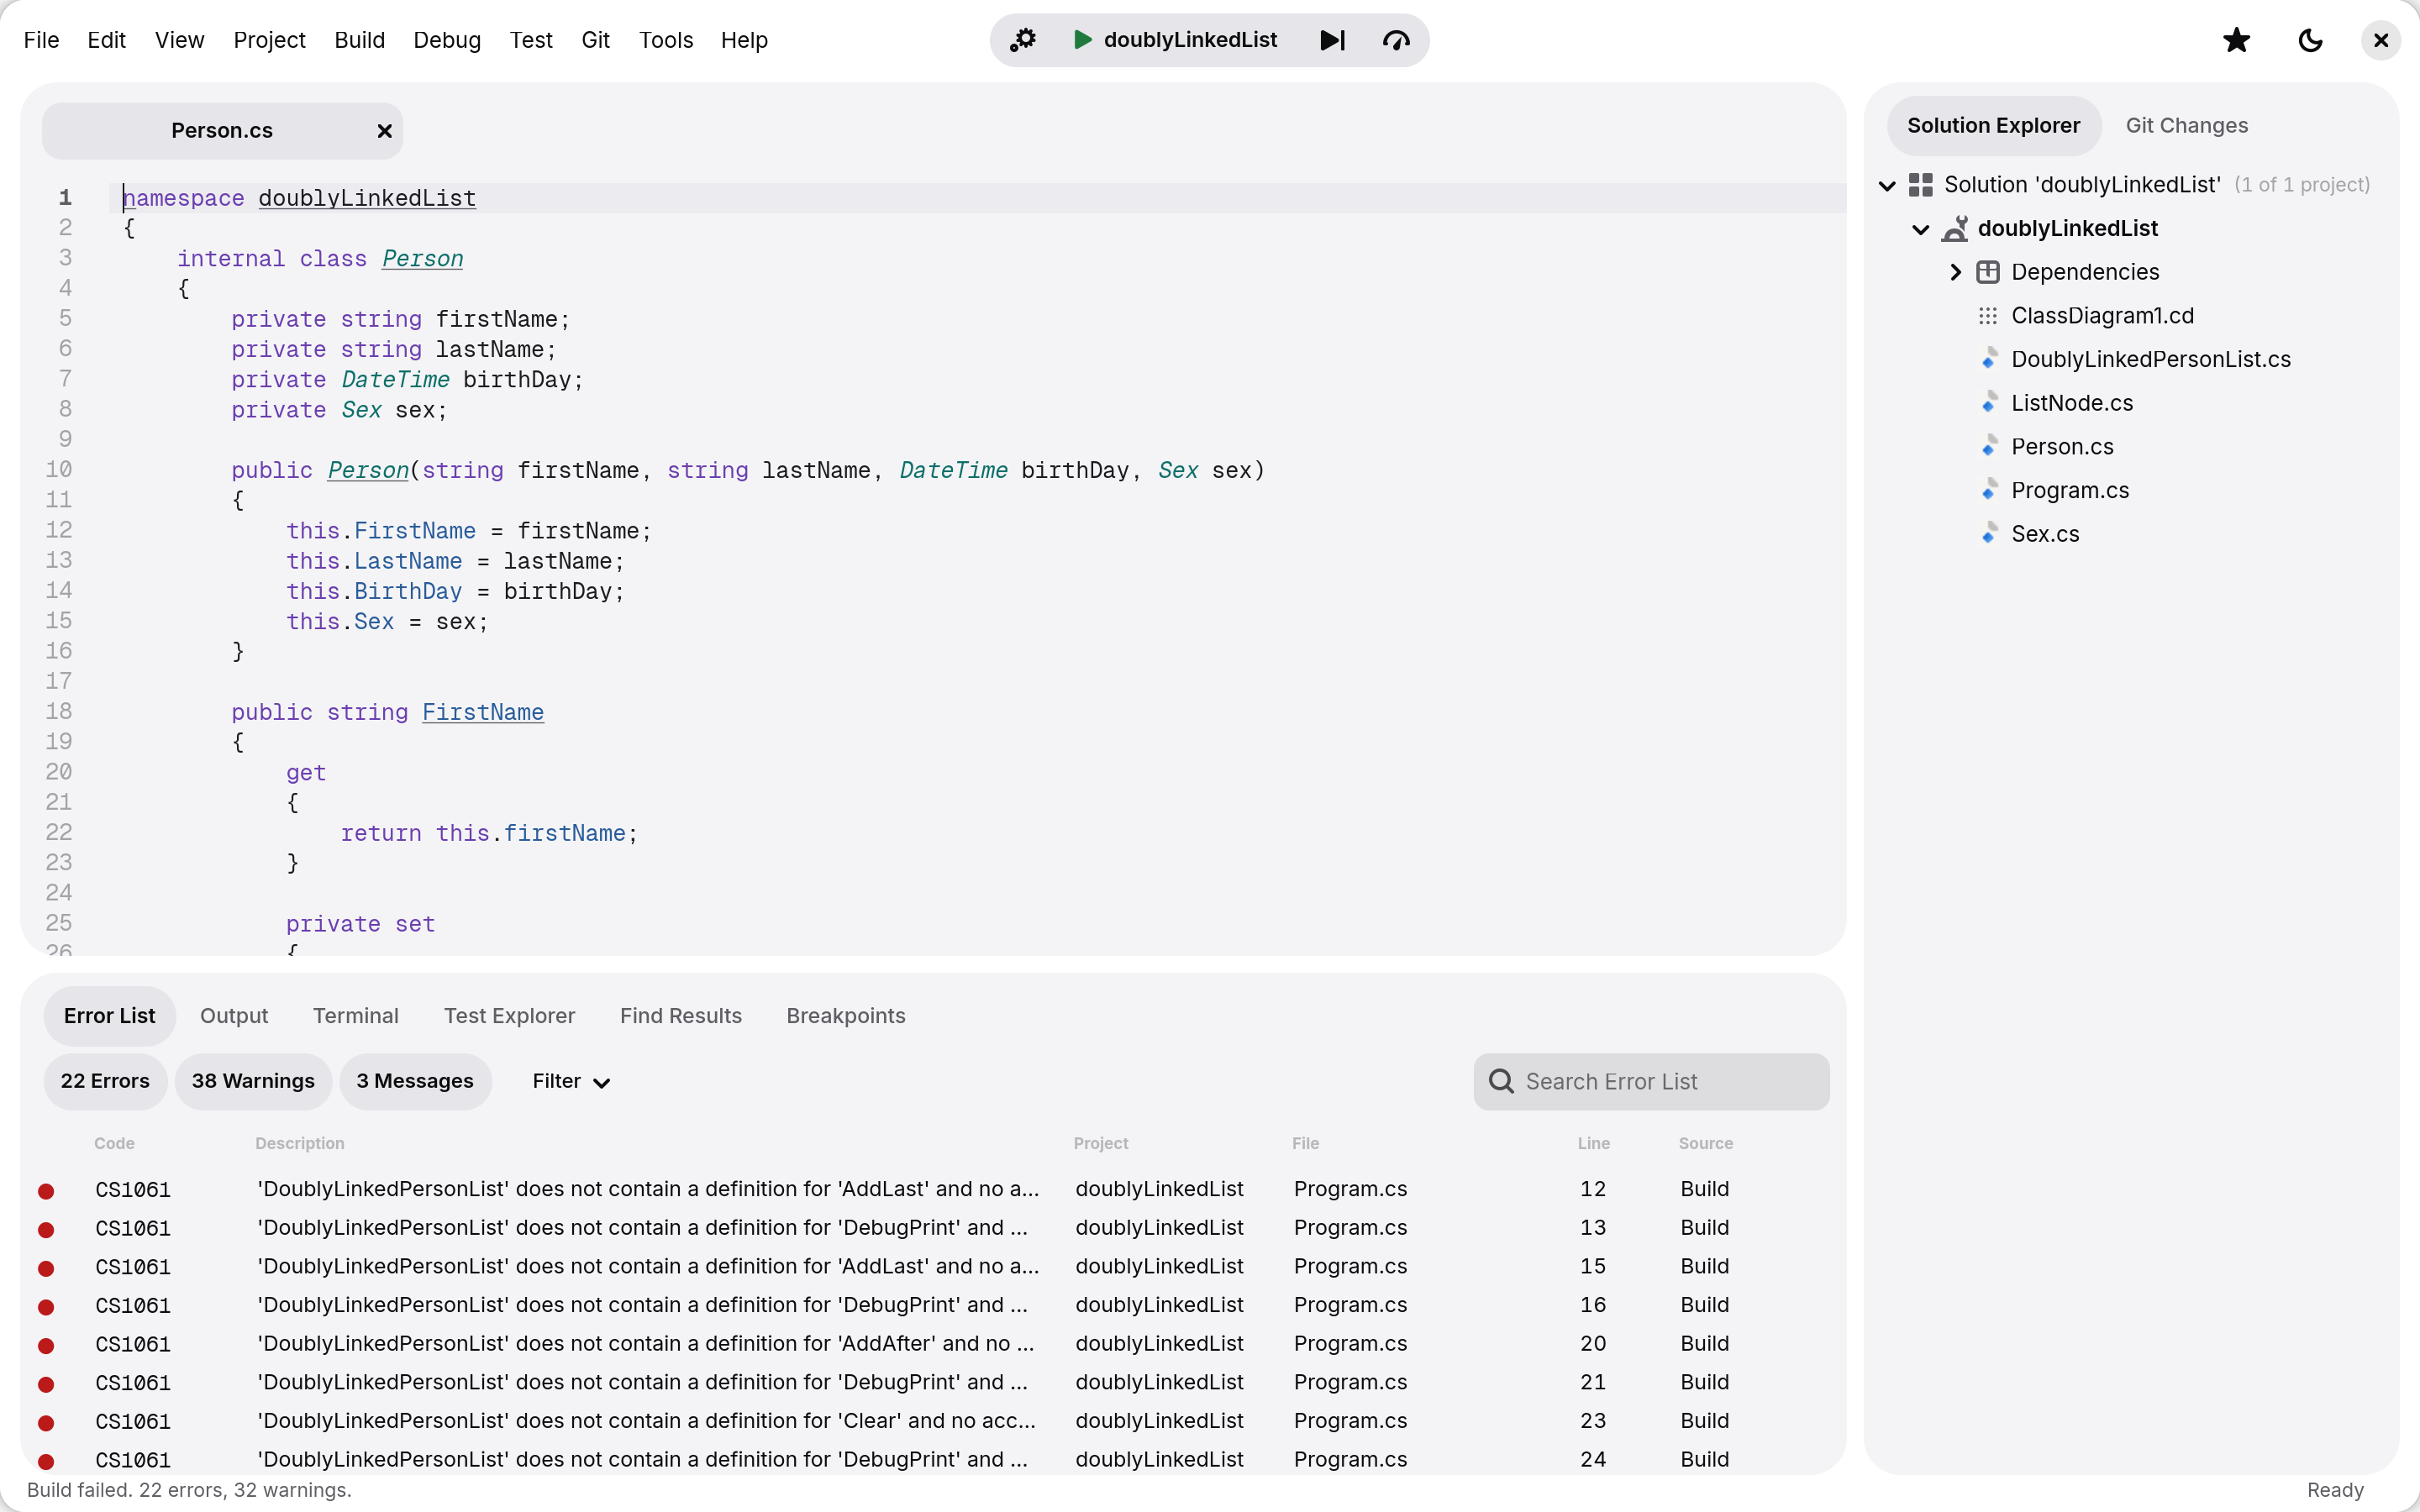 File Edit View Project Build Debug Test Git Tools Help
doublyLinkedList
Person.cs
1 namespace doublyLinkedList
2 {
3     internal class Person
4     {
5         private string firstName;
6         private string lastName;
7         private DateTime birthDay;
8         private Sex sex;
9
10         public Person(string firstName, string lastName, DateTime birthDay, Sex sex)
11         {
12             this.FirstName = firstName;
13             this.LastName = lastName;
14             this.BirthDay = birthDay;
15             this.Sex = sex;
16         }
17
18         public string FirstName
19         {
20             get
21             {
22                 return this.firstName;
23             }
24
25             private set
26             {
Solution Explorer Git Changes
Solution 'doublyLinkedList' (1 of 1 project)
doublyLinkedList
Dependencies
ClassDiagram1.cd
DoublyLinkedPersonList.cs
ListNode.cs
Person.cs
Program.cs
Sex.cs
Error List Output Terminal Test Explorer Find Results Breakpoints
22 Errors 38 Warnings 3 Messages Filter Search Error List
Code Description Project File Line Source
CS1061 'DoublyLinkedPersonList' does not contain a definition for 'AddLast' and no a... doublyLinkedList Program.cs 12 Build
CS1061 'DoublyLinkedPersonList' does not contain a definition for 'DebugPrint' and ... doublyLinkedList Program.cs 13 Build
CS1061 'DoublyLinkedPersonList' does not contain a definition for 'AddLast' and no a... doublyLinkedList Program.cs 15 Build
CS1061 'DoublyLinkedPersonList' does not contain a definition for 'DebugPrint' and ... doublyLinkedList Program.cs 16 Build
CS1061 'DoublyLinkedPersonList' does not contain a definition for 'AddAfter' and no ... doublyLinkedList Program.cs 20 Build
CS1061 'DoublyLinkedPersonList' does not contain a definition for 'DebugPrint' and ... doublyLinkedList Program.cs 21 Build
CS1061 'DoublyLinkedPersonList' does not contain a definition for 'Clear' and no acc... doublyLinkedList Program.cs 23 Build
CS1061 'DoublyLinkedPersonList' does not contain a definition for 'DebugPrint' and ... doublyLinkedList Program.cs 24 Build
Build failed. 22 errors, 32 warnings. Ready